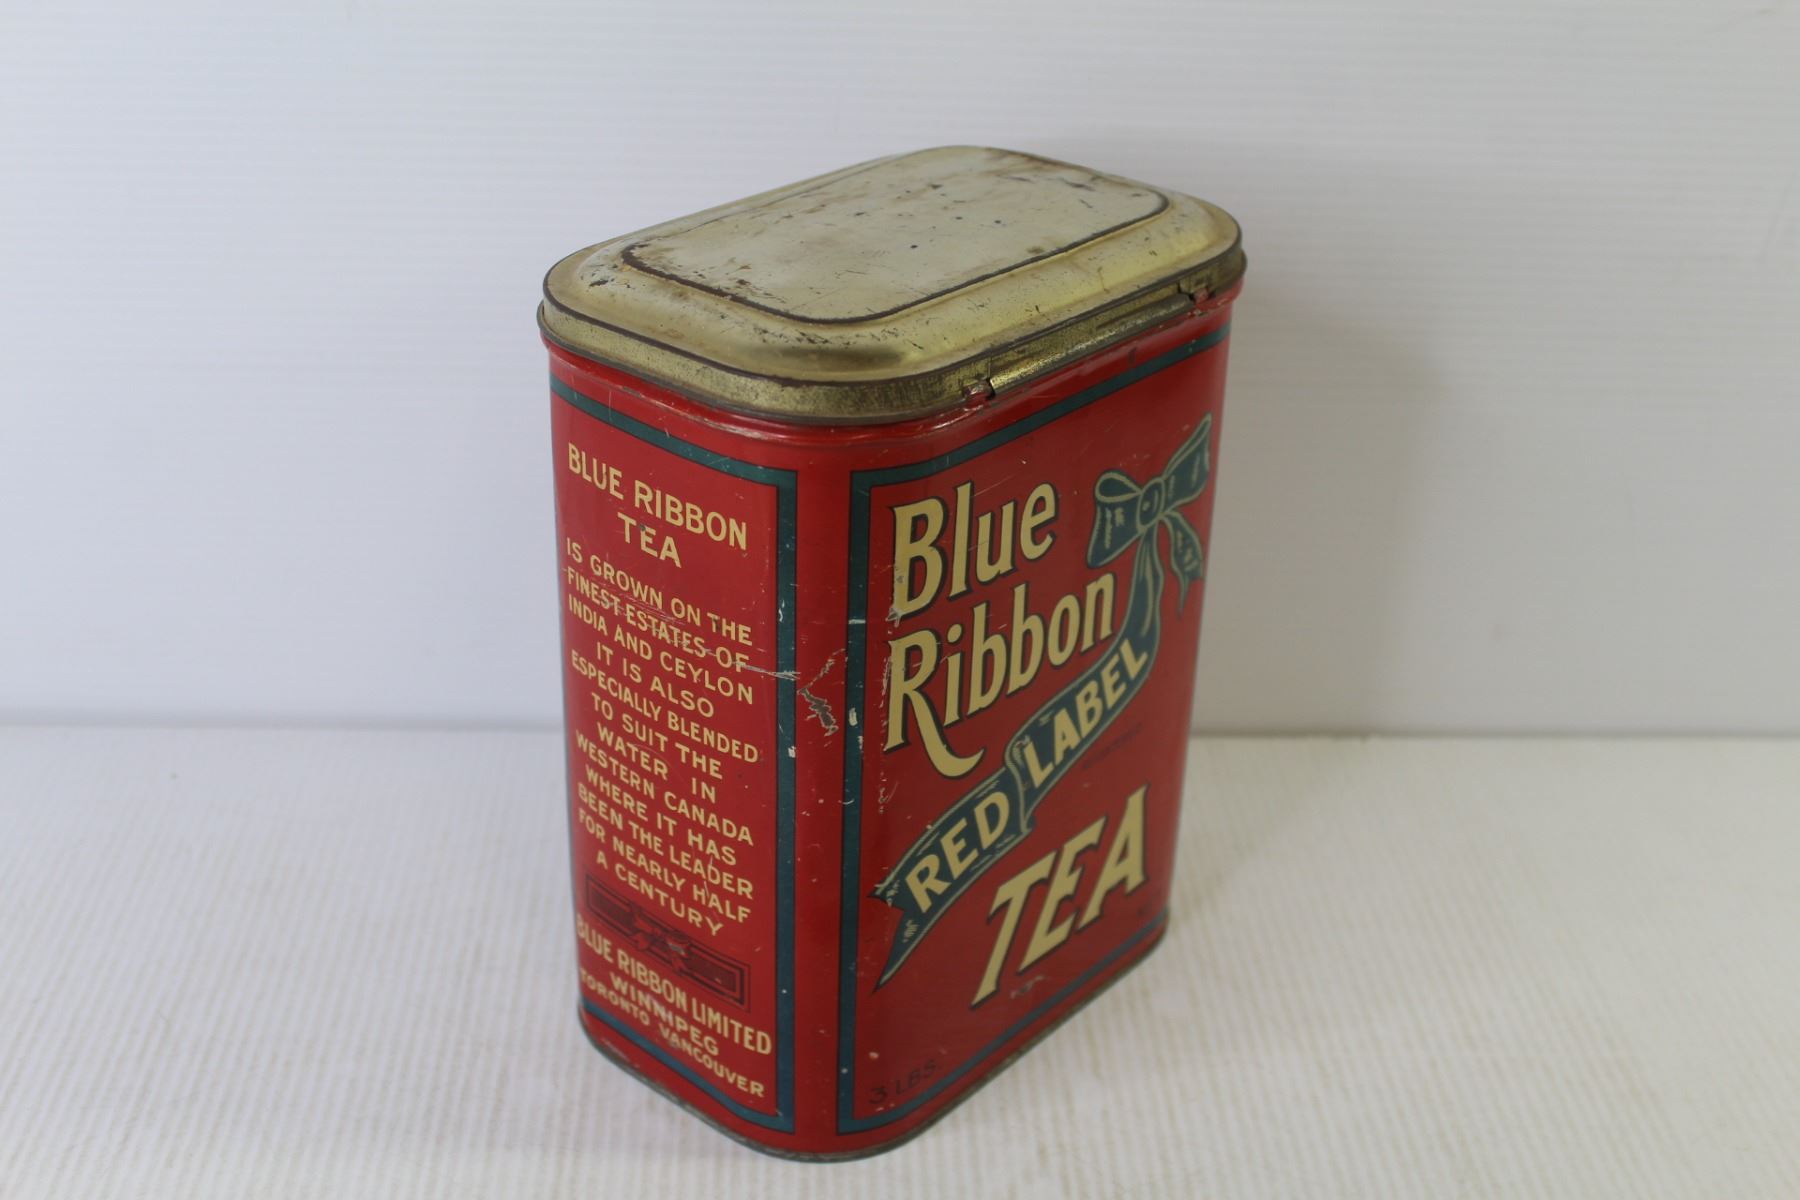 BLUE RIBBON
TEA
IS GROWN ON THE
FINEST ESTATES OF
INDIA AND CEYLON
IT IS ALSO
ESPECIALLY BLENDED
TO SUIT THE
WATER IN
WESTERN CANADA
WHERE IT HAS
BEEN THE LEADER
FOR NEARLY HALF
A CENTURY
BLUE RIBBON LIMITED
WINNIPEG
TORONTO VANCOUVER
Blue
Ribbon
RED LABEL
TEA
3 LBS.